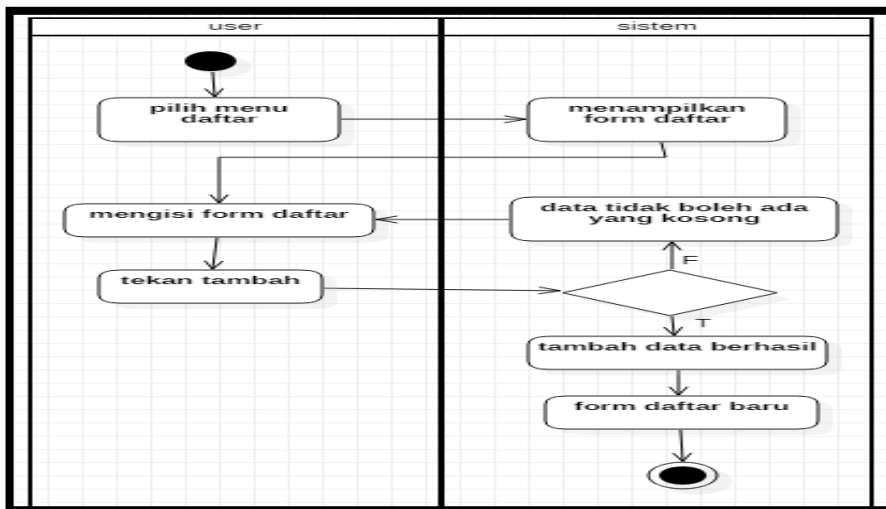 user
sistem
pilih menu
daftar
menampilkan
form daftar
mengisi form daftar
data tidak boleh ada
yang kosong
F
tekan tambah
T
tambah data berhasil
form daftar baru